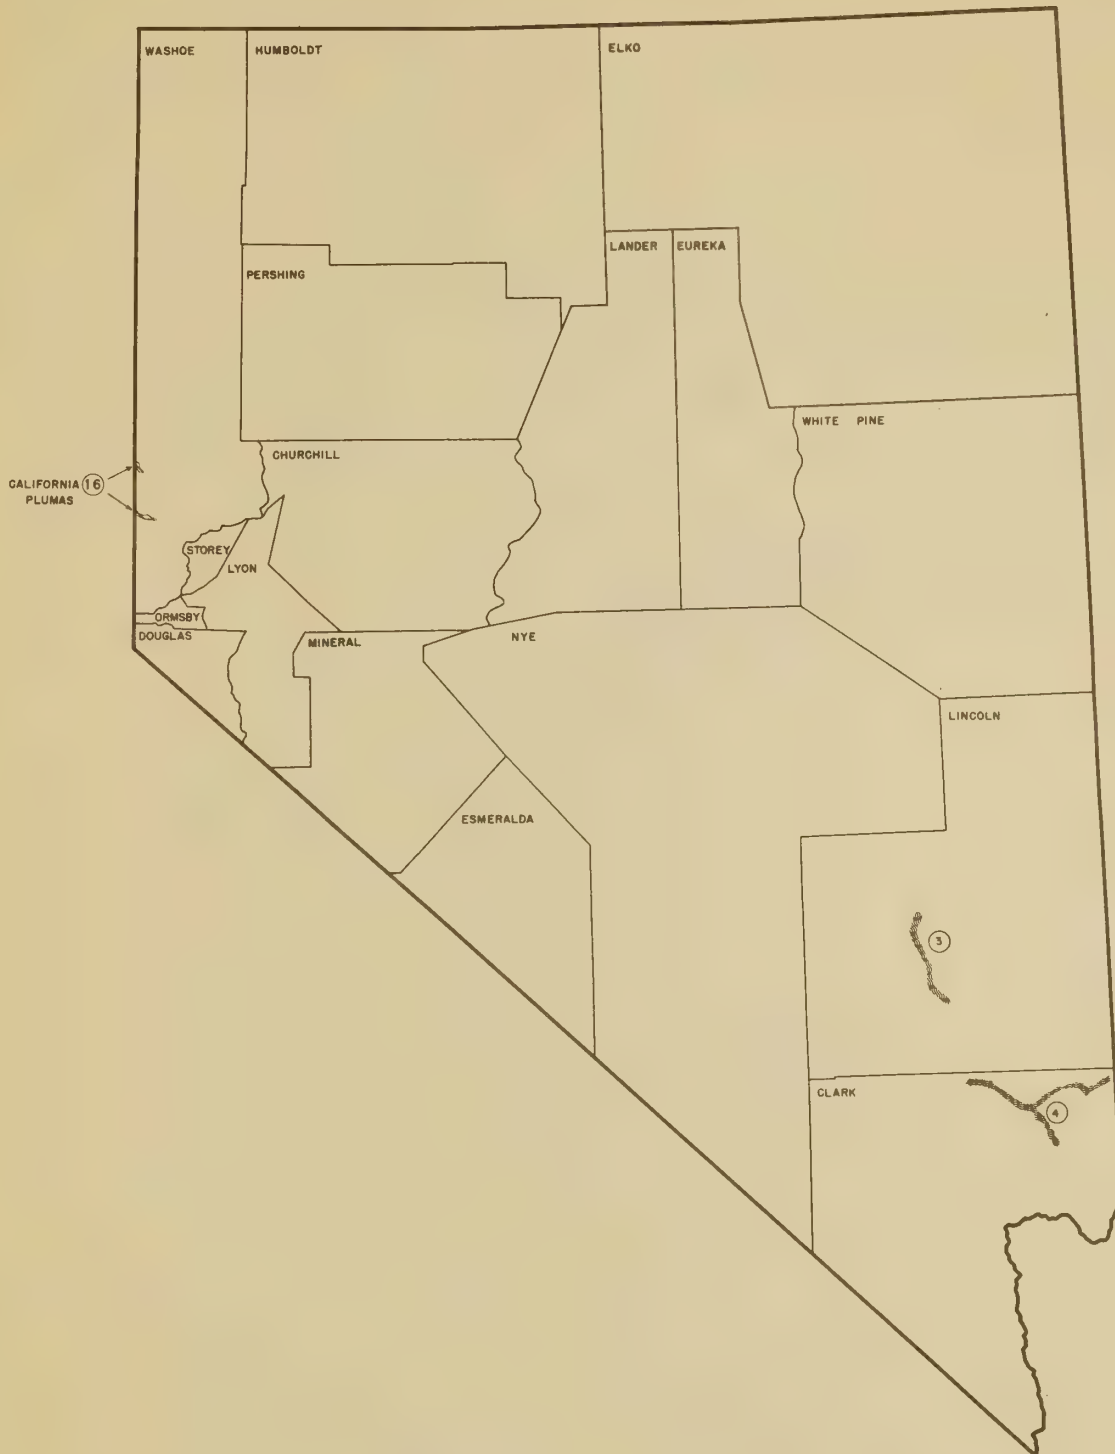 WASHOE
HUMBOLDT
ELKO
LANDER
EUREKA
PERSHING
WHITE PINE
CHURCHILL
CALIFORNIA 16
PLUMAS
STOREY
LYON
ORMSBY
DOUGLAS
MINERAL
NYE
LINCOLN
ESMERALDA
3
CLARK
4